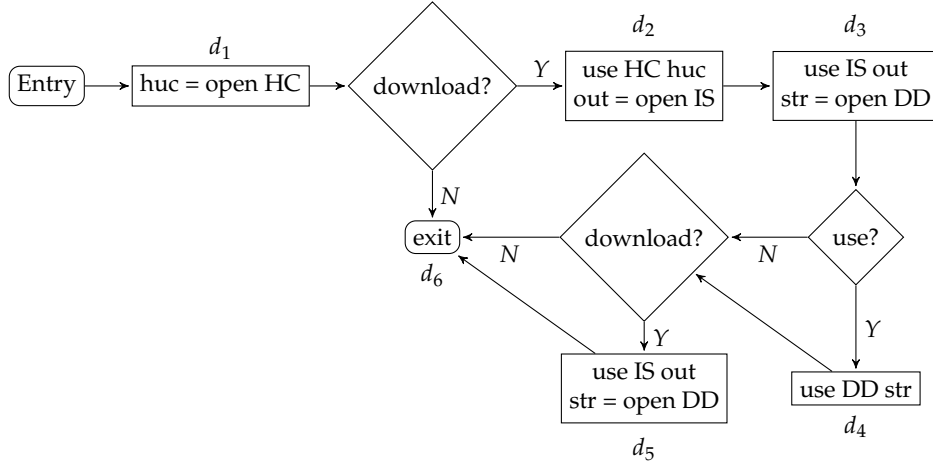 d1
d2
d3
Entry
huc = open HC
download?
Y
use HC huc
out = open IS
use IS out
str = open DD
N
exit
d6
N
download?
N
use?
Y
Y
use IS out
str = open DD
d5
use DD str
d4